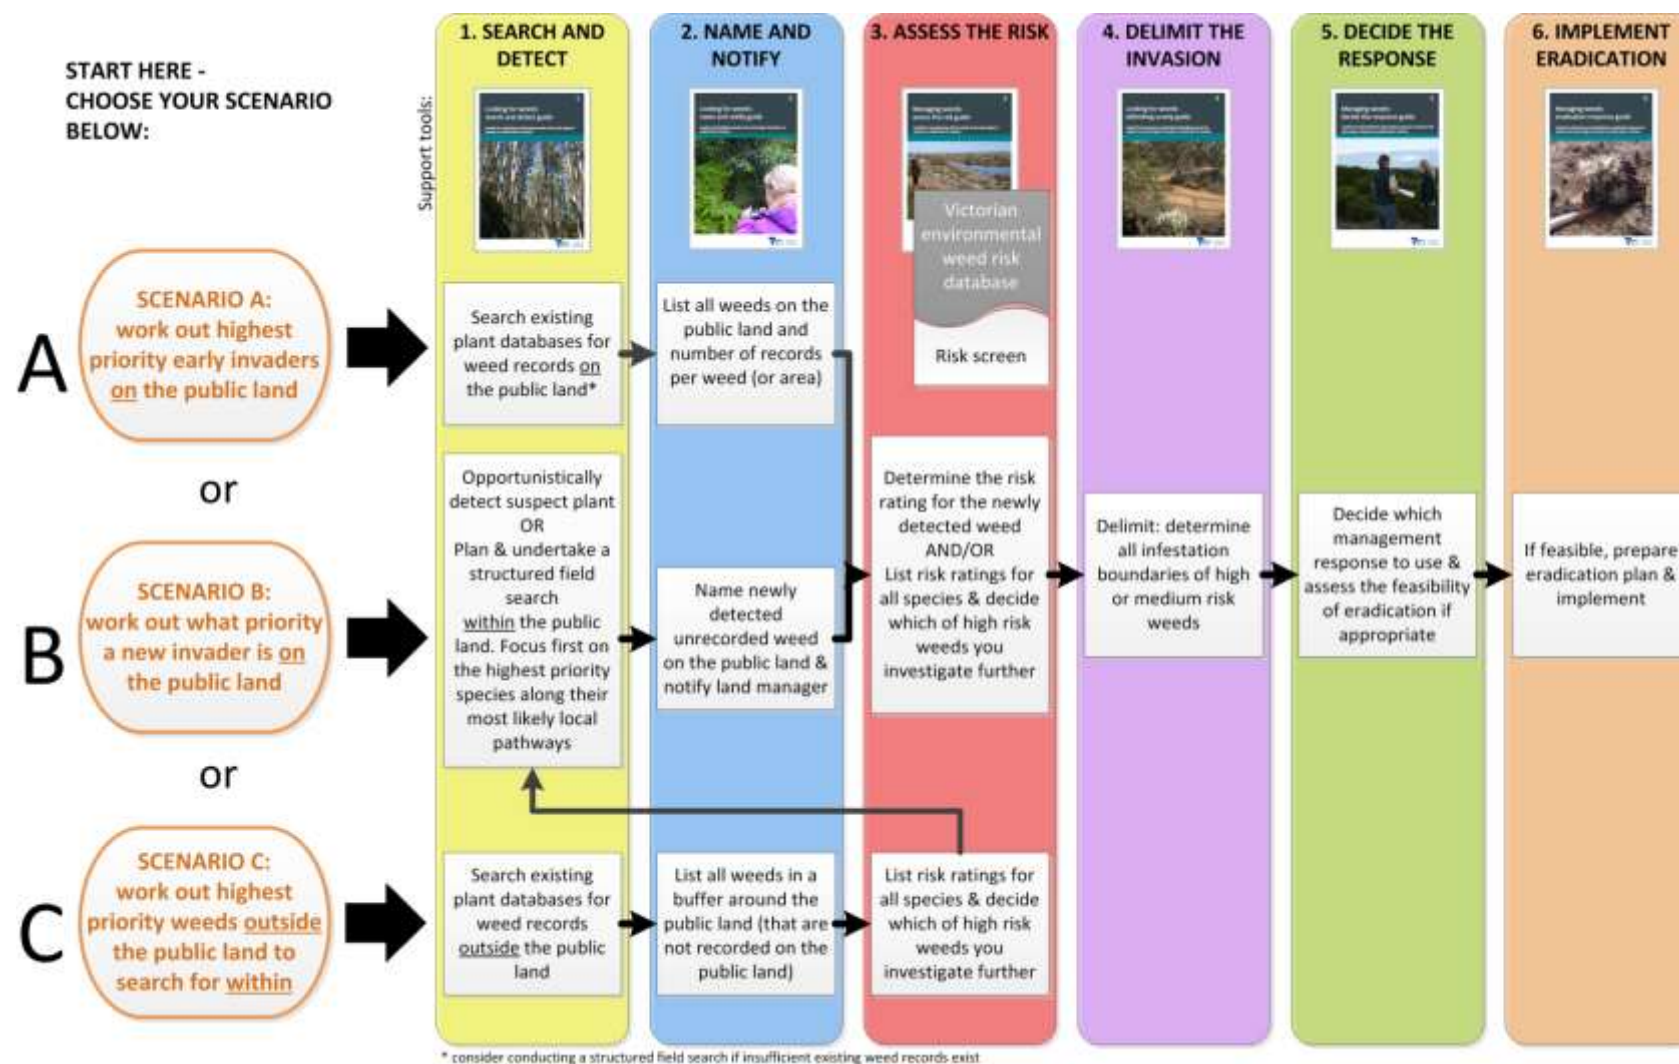 START HERE -
CHOOSE YOUR SCENARIO
BELOW:
Support tools:
1. SEARCH AND
DETECT
2. NAME AND
NOTIFY
3. ASSESS THE RISK
4. DELIMIT THE
INVASION
5. DECIDE THE
RESPONSE
6. IMPLEMENT
ERADICATION
Victorian
environmental
weed risk
database
Risk screen
A
SCENARIO A:
work out highest
priority early invaders
on the public land
Search existing
plant databases for
weed records on
the public land*
List all weeds on the
public land and
number of records
per weed (or area)
or
B
SCENARIO B:
work out what priority
a new invader is on
the public land
Opportunistically
detect suspect plant
OR
Plan & undertake a
structured field
search
within the public
land. Focus first on
the highest priority
species along their
most likely local
pathways
Name newly
detected
unrecorded weed
on the public land &
notify land manager
Determine the risk
rating for the newly
detected weed
AND/OR
List risk ratings for
all species & decide
which of high risk
weeds you
investigate further
Delimit: determine
all infestation
boundaries of high
or medium risk
weeds
Decide which
management
response to use &
assess the feasibility
of eradication if
appropriate
If feasible, prepare
eradication plan &
implement
or
C
SCENARIO C:
work out highest
priority weeds outside
the public land to
search for within
Search existing
plant databases for
weed records
outside the public
land
List all weeds in a
buffer around the
public land (that are
not recorded on the
public land)
List risk ratings for
all species & decide
which of high risk
weeds you
investigate further
* consider conducting a structured field search if insufficient existing weed records exist